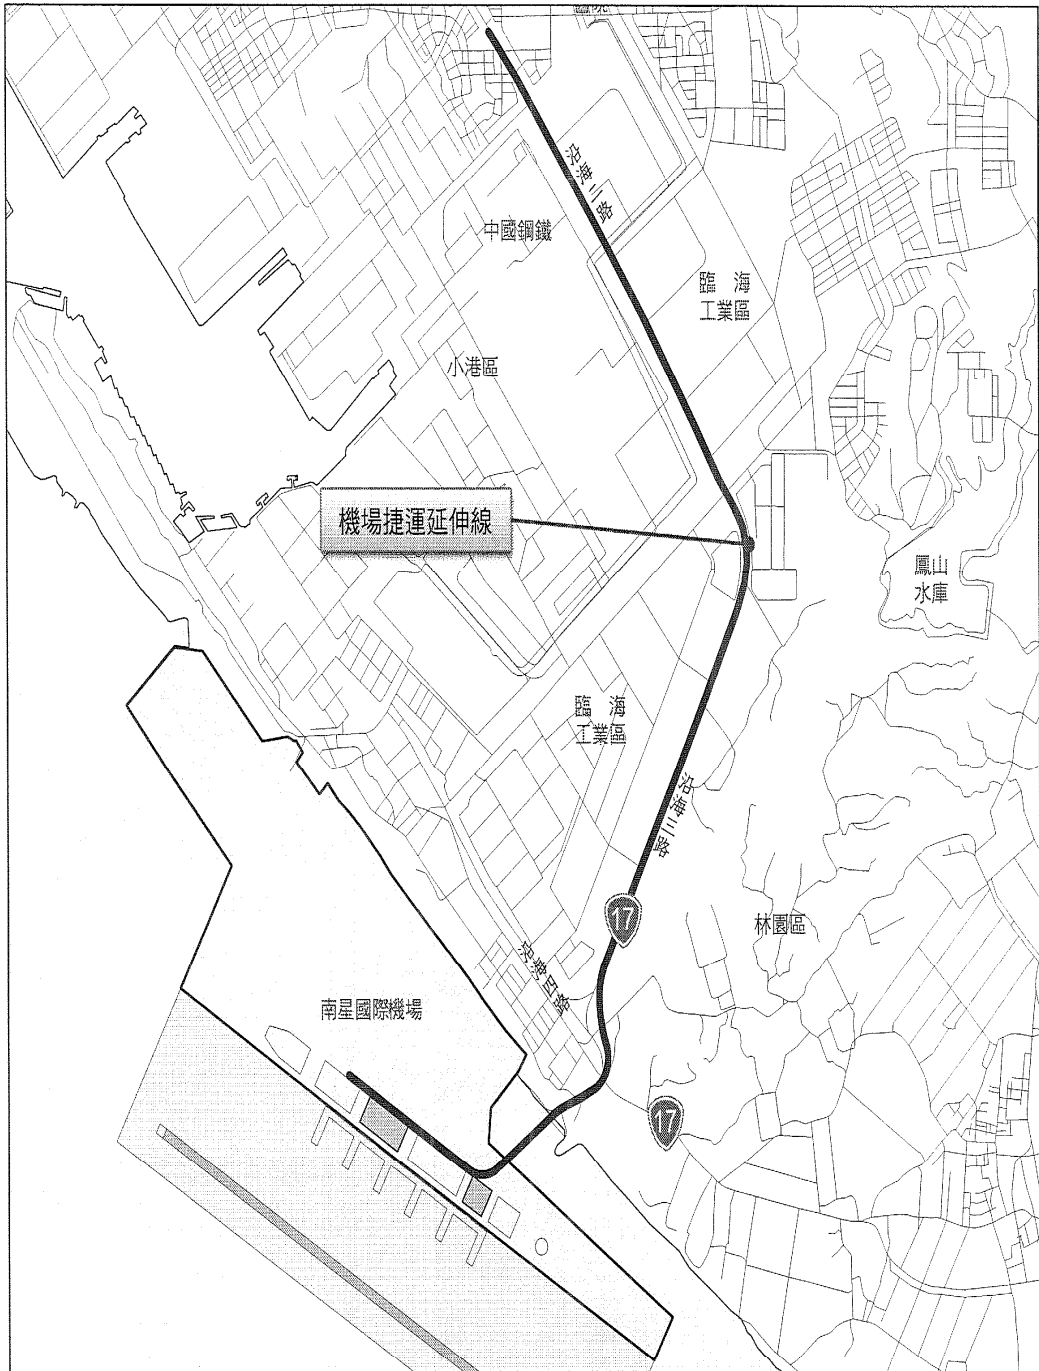 沿海二路
中國鋼鐵
臨 海
工業區
小港區
機場捷運延伸線
鳳山
水庫
臨 海
工業區
沿海三路
17
林園區
沿海四路
南星國際機場
17